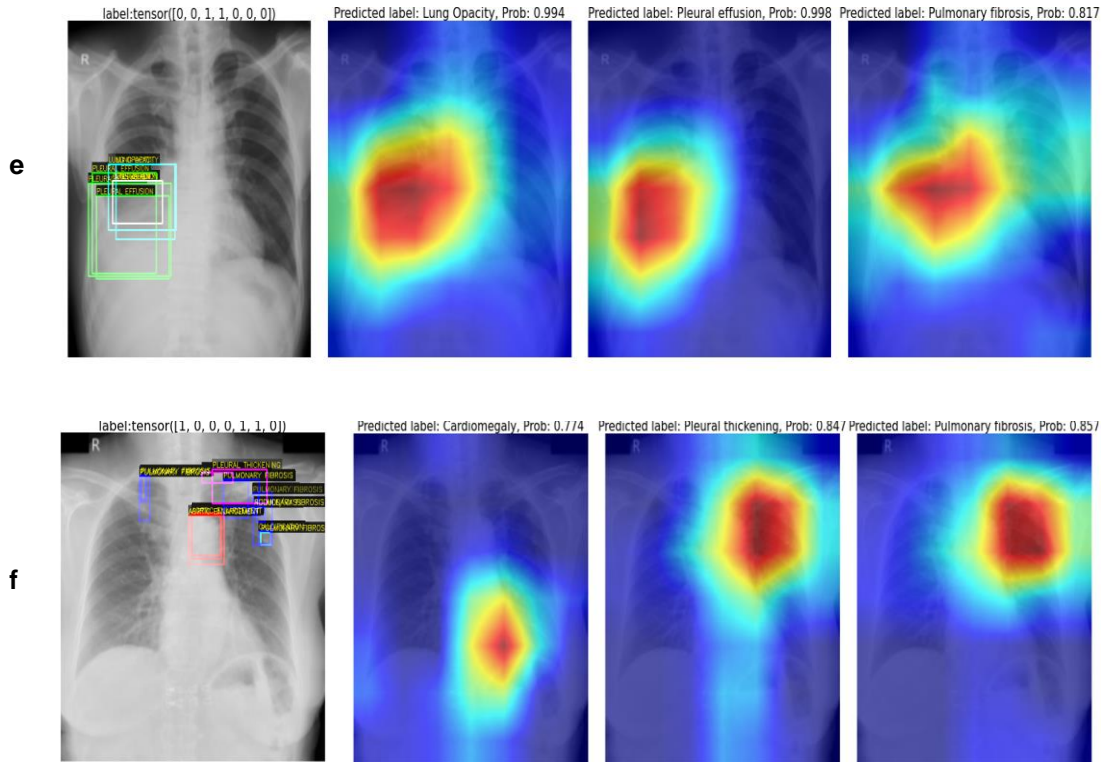 label:tensor([0, 0, 1, 1, 0, 0, 0])
Predicted label: Lung Opacity, Prob: 0.994
Predicted label: Pleural effusion, Prob: 0.998
Predicted label: Pulmonary fibrosis, Prob: 0.817
R
R
R
R
e
PLEURAL EFFUSION
PLEURAL EFFUSION
label:tensor([1, 0, 0, 0, 1, 1, 0])
Predicted label: Cardiomegaly, Prob: 0.774
Predicted label: Pleural thickening, Prob: 0.847
Predicted label: Pulmonary fibrosis, Prob: 0.857
R
R
R
R
PLEURAL THICKENING
PULMONARY FIBROSIS
PULMONARY FIBROSIS
PULMONARY FIBROSIS
f